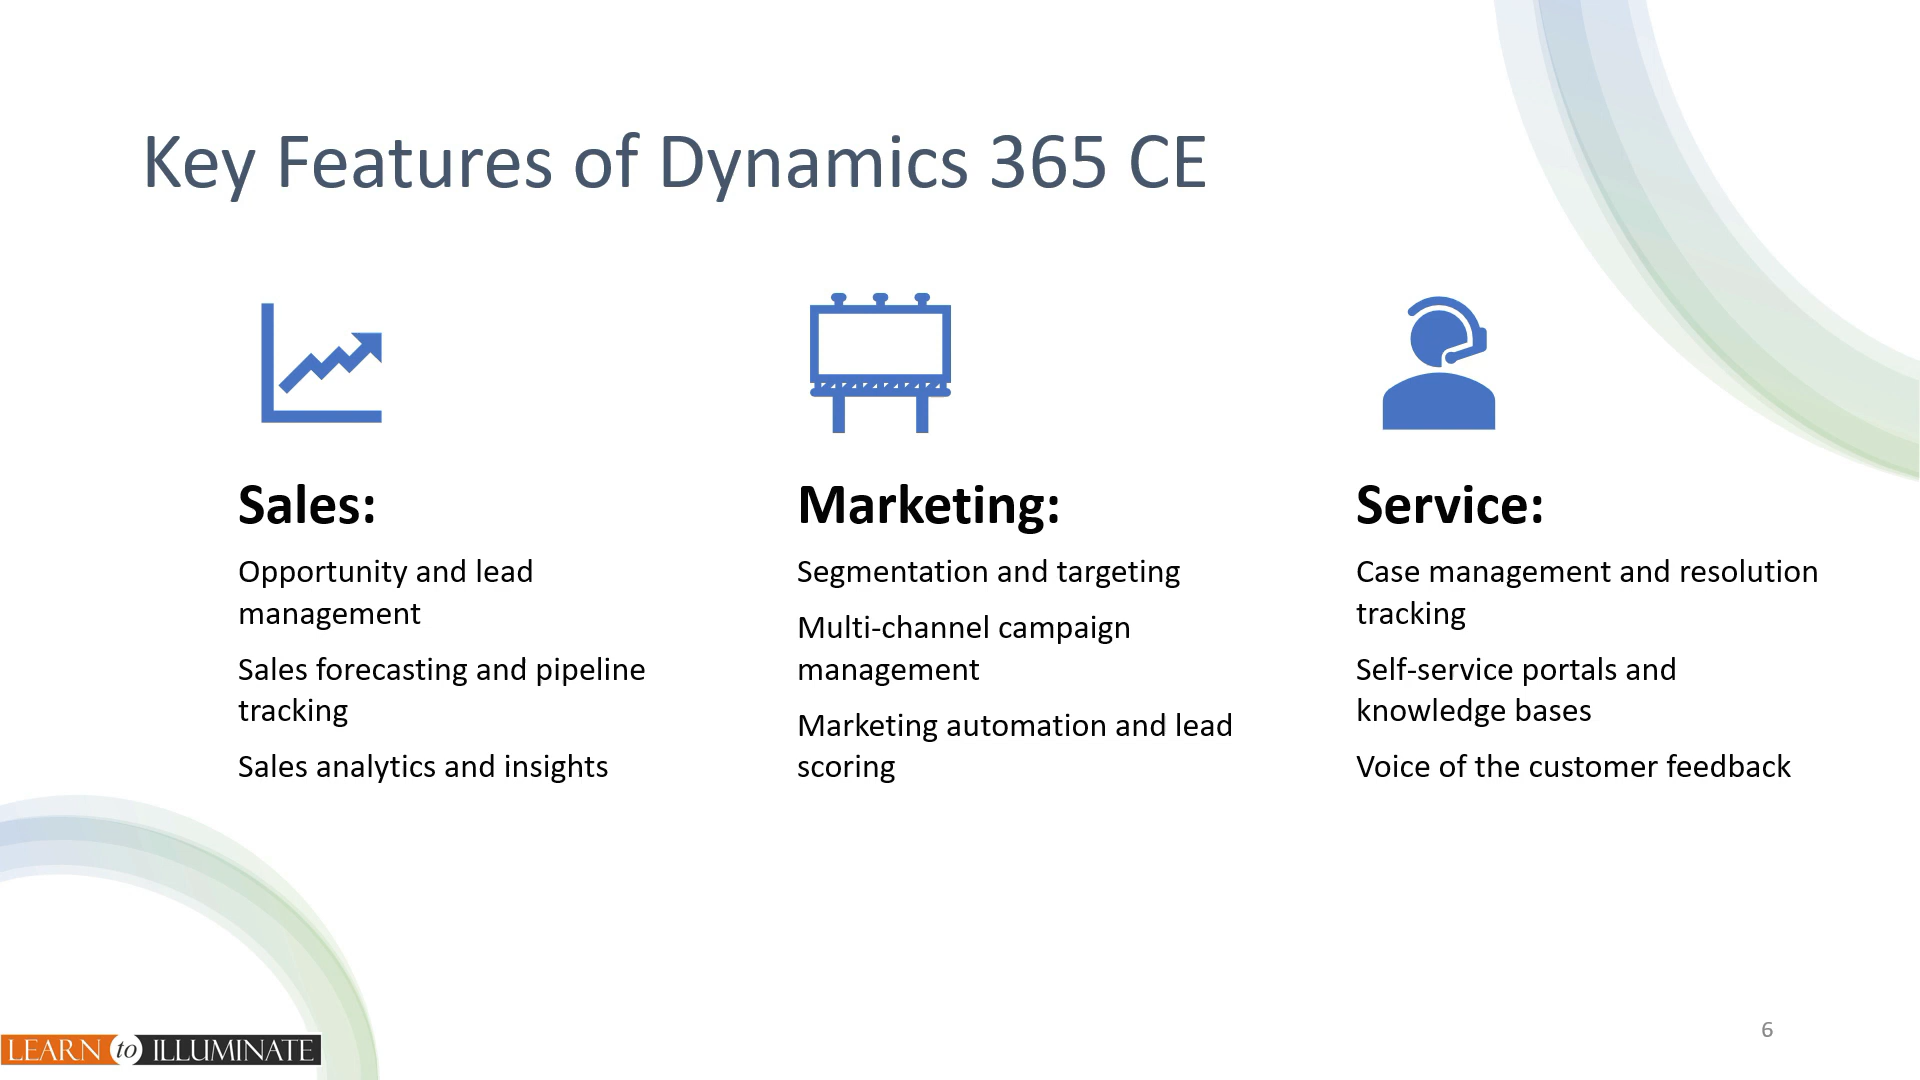 Key Features of Dynamics 365 CE
Sales:
Opportunity and lead
management
Sales forecasting and pipeline
tracking
Sales analytics and insights
Marketing:
Segmentation and targeting
Multi-channel campaign
management
Marketing automation and lead
scoring
Service:
Case management and resolution
tracking
Self-service portals and
knowledge bases
Voice of the customer feedback
LEARN to ILLUMINATE
6